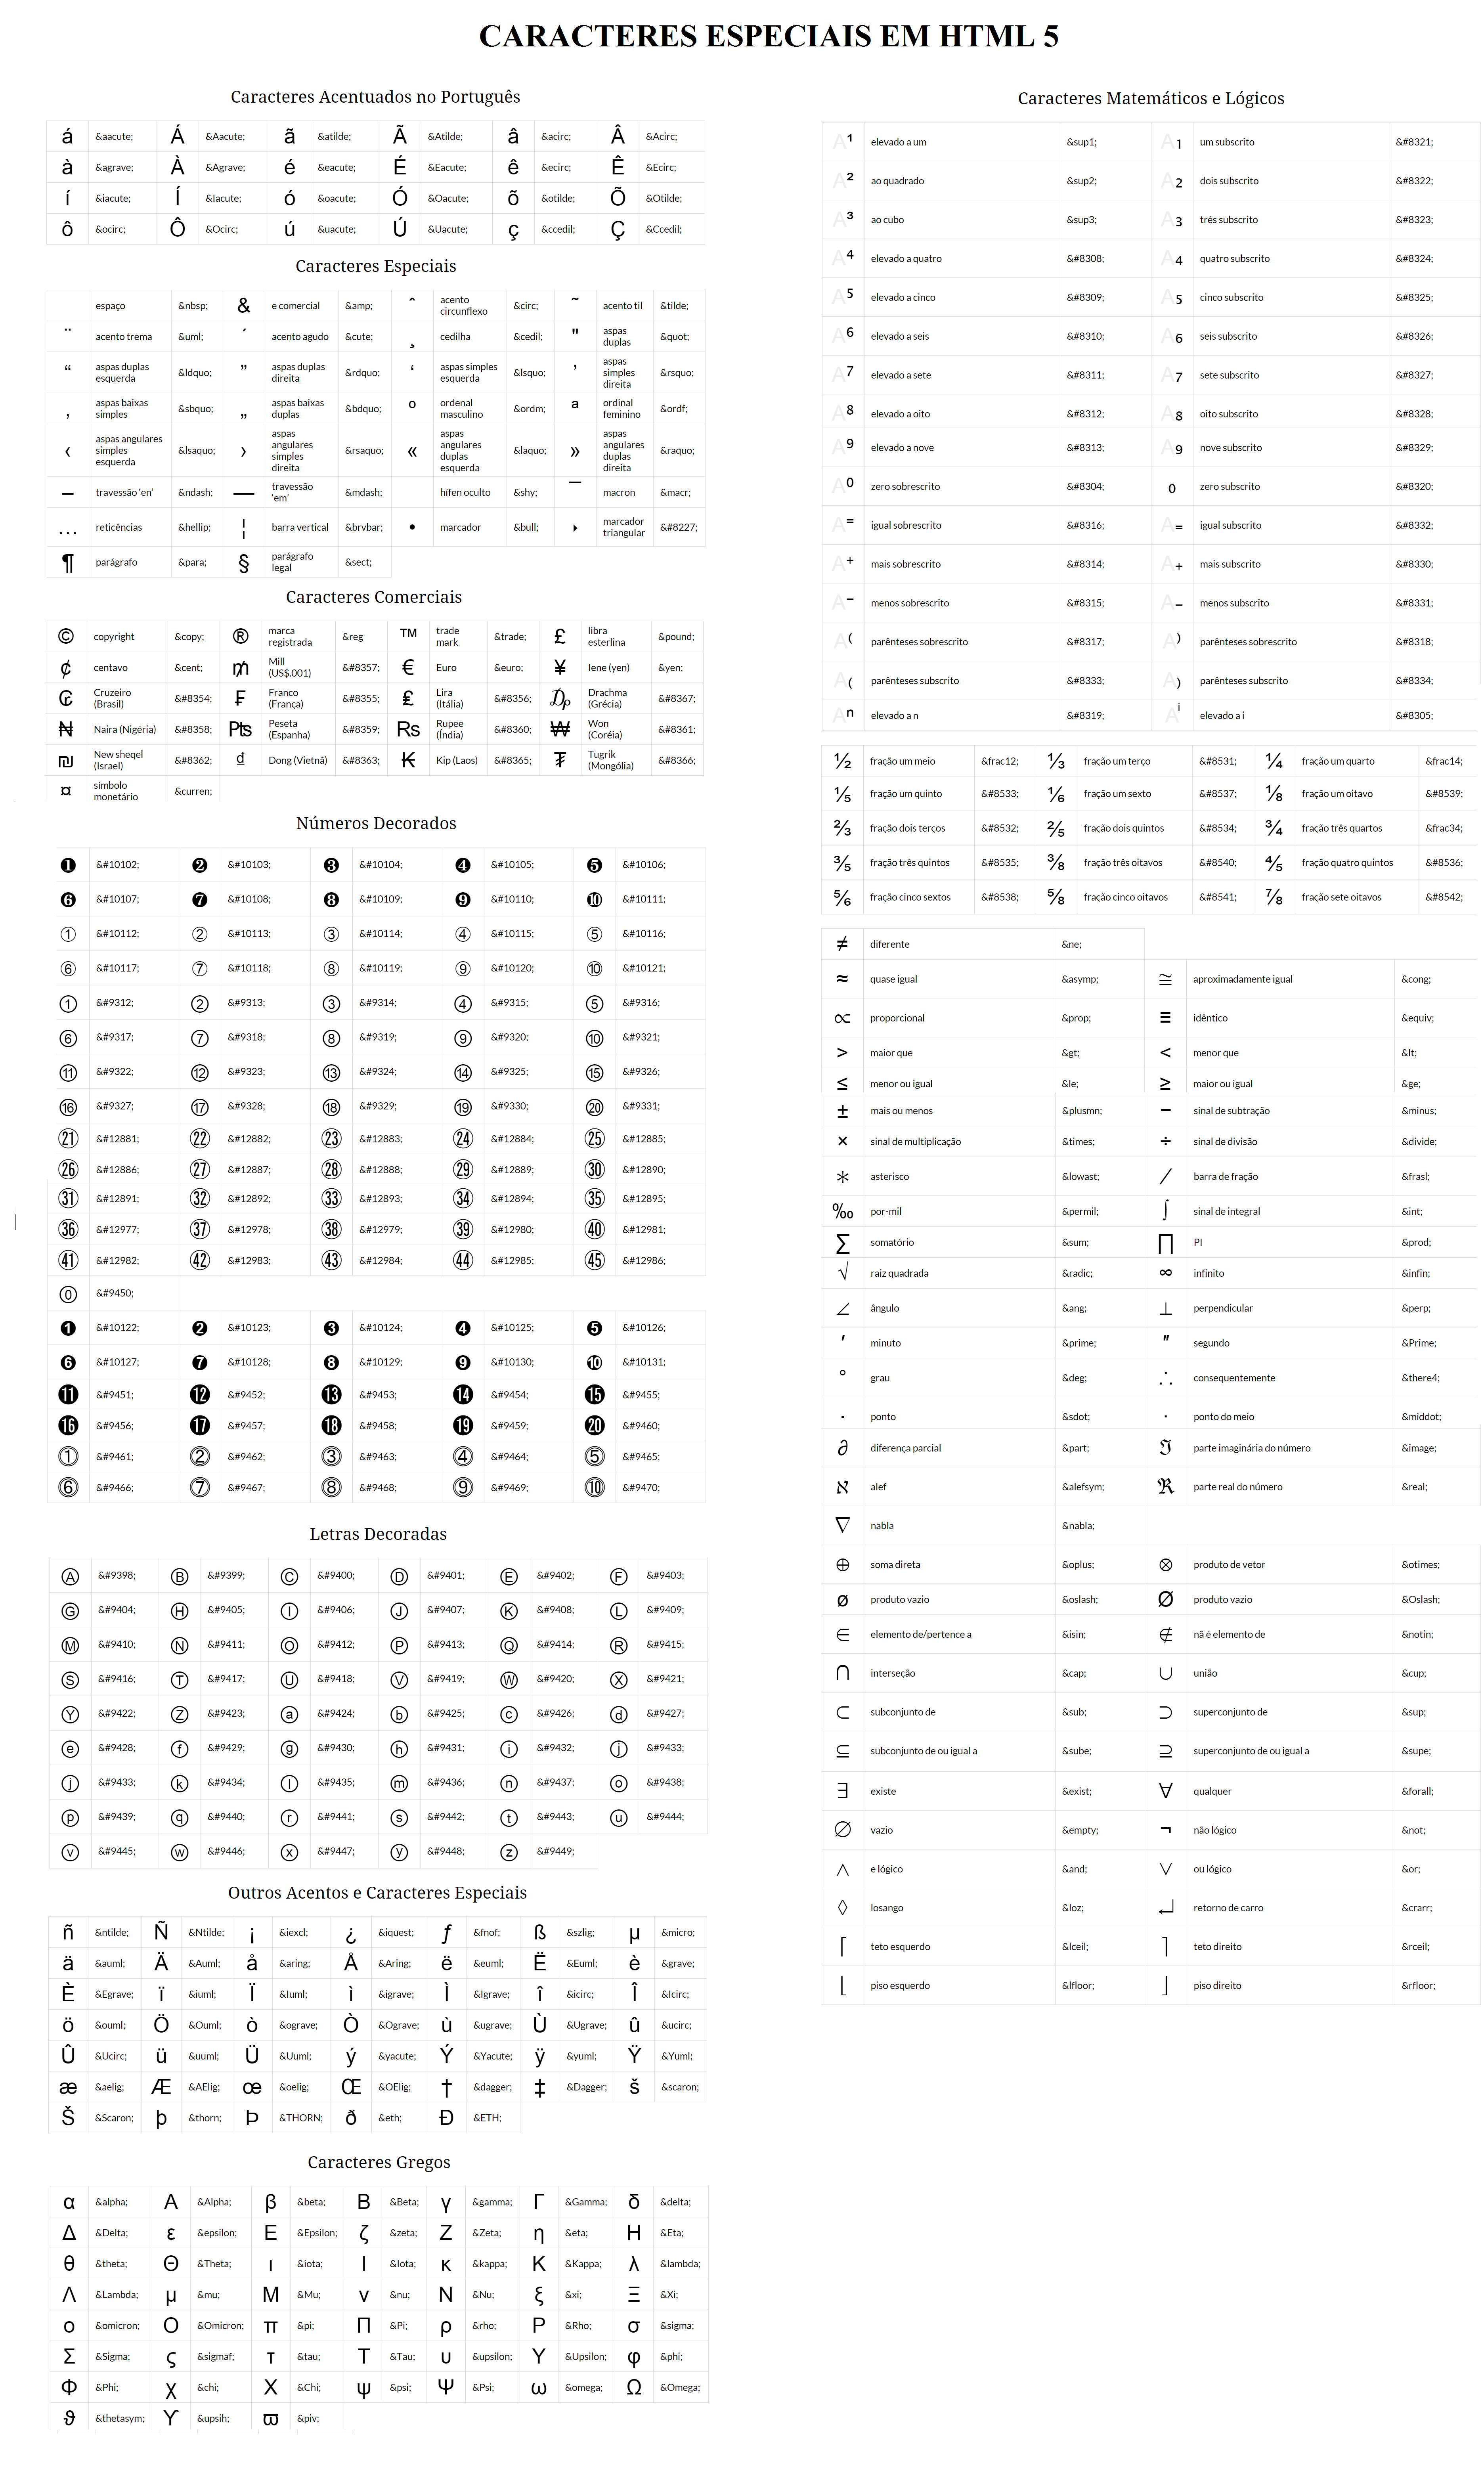 CARACTERES ESPECIAIS EM HTML 5
Caracteres Acentuados no Português
á &aacute; Á &Aacute; ã &atilde; Ã &Atilde; â &acirc; Â &Acirc;
à &agrave; À &Agrave; é &eacute; É &Eacute; ê &ecirc; Ê &Ecirc;
í &iacute; Í &Iacute; ó &oacute; Ó &Oacute; õ &otilde; Õ &Otilde;
ô &ocirc; Ô &Ocirc; ú &uacute; Ú &Uacute; ç &ccedil; Ç &Ccedil;
Caracteres Especiais
espaço &nbsp; & e comercial &amp; ˆ acento circunflexo &circ; ˜ acento til &tilde;
¨ acento trema &uml; ´ acento agudo &cute; ¸ cedilha &cedil; " aspas duplas &quot;
“ aspas duplas esquerda &ldquo; ” aspas duplas direita &rdquo; ‘ aspas simples esquerda &lsquo; ’ aspas simples direita &rsquo;
‚ aspas baixas simples &sbquo; „ aspas baixas duplas &bdquo; º ordenal masculino &ordm; ª ordinal feminino &ordf;
‹ aspas angulares simples esquerda &lsaquo; › aspas angulares simples direita &rsaquo; « aspas angulares duplas esquerda &laquo; » aspas angulares duplas direita &raquo;
– travessão ‘en’ &ndash; — travessão ‘em’ &mdash; hífen oculto &shy; ¯ macron &macr;
… reticências &hellip; ¦ barra vertical &brvbar; • marcador &bull; ‣ marcador triangular &#8227;
¶ parágrafo &para; § parágrafo legal &sect;
Caracteres Comerciais
© copyright &copy; ® marca registrada &reg ™ trade mark &trade; £ libra esterlina &pound;
¢ centavo &cent; ₥ Mill (US$.001) &#8357; € Euro &euro; ¥ Iene (yen) &yen;
₢ Cruzeiro (Brasil) &#8354; ₣ Franco (França) &#8355; ₤ Lira (Itália) &#8356; ₯ Drachma (Grécia) &#8367;
₦ Naira (Nigéria) &#8358; ₧ Peseta (Espanha) &#8359; ₨ Rupee (Índia) &#8360; ₩ Won (Coréia) &#8361;
₪ New sheqel (Israel) &#8362; ₫ Dong (Vietnã) &#8363; ₭ Kip (Laos) &#8365; ₮ Tugrik (Mongólia) &#8366;
¤ símbolo monetário &curren;
Números Decorados
❶ &#10102; ❷ &#10103; ❸ &#10104; ❹ &#10105; ❺ &#10106;
❻ &#10107; ❼ &#10108; ❽ &#10109; ❾ &#10110; ❿ &#10111;
➀ &#10112; ➁ &#10113; ➂ &#10114; ➃ &#10115; ➄ &#10116;
➅ &#10117; ➆ &#10118; ➇ &#10119; ➈ &#10120; ➉ &#10121;
① &#9312; ② &#9313; ③ &#9314; ④ &#9315; ⑤ &#9316;
⑥ &#9317; ⑦ &#9318; ⑧ &#9319; ⑨ &#9320; ⑩ &#9321;
⑪ &#9322; ⑫ &#9323; ⑬ &#9324; ⑭ &#9325; ⑮ &#9326;
⑯ &#9327; ⑰ &#9328; ⑱ &#9329; ⑲ &#9330; ⑳ &#9331;
㉑ &#12881; ㉒ &#12882; ㉓ &#12883; ㉔ &#12884; ㉕ &#12885;
㉖ &#12886; ㉗ &#12887; ㉘ &#12888; ㉙ &#12889; ㉚ &#12890;
㉛ &#12891; ㉜ &#12892; ㉝ &#12893; ㉞ &#12894; ㉟ &#12895;
㊱ &#12977; ㊲ &#12978; ㊳ &#12979; ㊴ &#12980; ㊵ &#12981;
㊶ &#12982; ㊷ &#12983; ㊸ &#12984; ㊹ &#12985; ㊺ &#12986;
⓪ &#9450;
➊ &#10122; ➋ &#10123; ➌ &#10124; ➍ &#10125; ➎ &#10126;
➏ &#10127; ➐ &#10128; ➑ &#10129; ➒ &#10130; ➓ &#10131;
⓫ &#9451; ⓬ &#9452; ⓭ &#9453; ⓮ &#9454; ⓯ &#9455;
⓰ &#9456; ⓱ &#9457; ⓲ &#9458; ⓳ &#9459; ⓴ &#9460;
⓵ &#9461; ⓶ &#9462; ⓷ &#9463; ⓸ &#9464; ⓹ &#9465;
⓺ &#9466; ⓻ &#9467; ⓼ &#9468; ⓽ &#9469; ⓾ &#9470;
Letras Decoradas
Ⓐ &#9398; Ⓑ &#9399; Ⓒ &#9400; Ⓓ &#9401; Ⓔ &#9402; Ⓕ &#9403;
Ⓖ &#9404; Ⓗ &#9405; Ⓘ &#9406; Ⓙ &#9407; Ⓚ &#9408; Ⓛ &#9409;
Ⓜ &#9410; Ⓝ &#9411; Ⓞ &#9412; Ⓟ &#9413; Ⓠ &#9414; Ⓡ &#9415;
Ⓢ &#9416; Ⓣ &#9417; Ⓤ &#9418; Ⓥ &#9419; Ⓦ &#9420; Ⓧ &#9421;
Ⓨ &#9422; Ⓩ &#9423; ⓐ &#9424; ⓑ &#9425; ⓒ &#9426; ⓓ &#9427;
ⓔ &#9428; ⓕ &#9429; ⓖ &#9430; ⓗ &#9431; ⓘ &#9432; ⓙ &#9433;
ⓙ &#9433; ⓚ &#9434; ⓛ &#9435; ⓜ &#9436; ⓝ &#9437; ⓞ &#9438;
ⓟ &#9439; ⓠ &#9440; ⓡ &#9441; ⓢ &#9442; ⓣ &#9443; ⓤ &#9444;
ⓥ &#9445; ⓦ &#9446; ⓧ &#9447; ⓨ &#9448; ⓩ &#9449;
Outros Acentos e Caracteres Especiais
ñ &ntilde; Ñ &Ntilde; ¡ &iexcl; ¿ &iquest; ƒ &fnof; ß &szlig; µ &micro;
ä &auml; Ä &Auml; å &aring; Å &Aring; ë &euml; Ë &Euml; è &grave;
È &Egrave; ï &iuml; Ï &Iuml; ì &igrave; Ì &Igrave; î &icirc; Î &Icirc;
ö &ouml; Ö &Ouml; ò &ograve; Ò &Ograve; ù &ugrave; Ù &Ugrave; û &ucirc;
Û &Ucirc; ü &uuml; Ü &Uuml; ý &yacute; Ý &Yacute; ÿ &yuml; Ÿ &Yuml;
æ &aelig; Æ &AElig; œ &oelig; Œ &OElig; † &dagger; ‡ &Dagger; š &scaron;
Š &Scaron; þ &thorn; Þ &THORN; ð &eth; Ð &ETH;
Caracteres Gregos
α &alpha; Α &Alpha; β &beta; Β &Beta; γ &gamma; Γ &Gamma; δ &delta;
Δ &Delta; ε &epsilon; Ε &Epsilon; ζ &zeta; Ζ &Zeta; η &eta; Η &Eta;
θ &theta; Θ &Theta; ι &iota; Ι &Iota; κ &kappa; Κ &Kappa; λ &lambda;
Λ &Lambda; μ &mu; Μ &Mu; ν &nu; Ν &Nu; ξ &xi; Ξ &Xi;
ο &omicron; Ο &Omicron; π &pi; Π &Pi; ρ &rho; Ρ &Rho; σ &sigma;
Σ &Sigma; ς &sigmaf; τ &tau; Τ &Tau; υ &upsilon; Υ &Upsilon; φ &phi;
Φ &Phi; χ &chi; Χ &Chi; ψ &psi; Ψ &Psi; ω &omega; Ω &Omega;
ϑ &thetasym; ϒ &upsih; ϖ &piv;
Caracteres Matemáticos e Lógicos
A¹ elevado a um &sup1; A₁ um subscrito &#8321;
A² ao quadrado &sup2; A₂ dois subscrito &#8322;
A³ ao cubo &sup3; A₃ trés subscrito &#8323;
A⁴ elevado a quatro &#8308; A₄ quatro subscrito &#8324;
A⁵ elevado a cinco &#8309; A₅ cinco subscrito &#8325;
A⁶ elevado a seis &#8310; A₆ seis subscrito &#8326;
A⁷ elevado a sete &#8311; A₇ sete subscrito &#8327;
A⁸ elevado a oito &#8312; A₈ oito subscrito &#8328;
A⁹ elevado a nove &#8313; A₉ nove subscrito &#8329;
A⁰ zero sobrescrito &#8304; ₀ zero subscrito &#8320;
A⁼ igual sobrescrito &#8316; A₌ igual subscrito &#8332;
A⁺ mais sobrescrito &#8314; A₊ mais subscrito &#8330;
A⁻ menos sobrescrito &#8315; A₋ menos subscrito &#8331;
A⁽ parênteses sobrescrito &#8317; A⁾ parênteses sobrescrito &#8318;
A₍ parênteses subscrito &#8333; A₎ parênteses subscrito &#8334;
Aⁿ elevado a n &#8319; Aⁱ elevado a i &#8305;
½ fração um meio &frac12; ⅓ fração um terço &#8531; ¼ fração um quarto &frac14;
⅕ fração um quinto &#8533; ⅙ fração um sexto &#8537; ⅛ fração um oitavo &#8539;
⅔ fração dois terços &#8532; ⅖ fração dois quintos &#8534; ¾ fração três quartos &frac34;
⅗ fração três quintos &#8535; ⅜ fração três oitavos &#8540; ⅘ fração quatro quintos &#8536;
⅚ fração cinco sextos &#8538; ⅝ fração cinco oitavos &#8541; ⅞ fração sete oitavos &#8542;
≠ diferente &ne;
≈ quase igual &asymp; ≅ aproximadamente igual &cong;
∝ proporcional &prop; ≡ idêntico &equiv;
> maior que &gt; < menor que &lt;
≤ menor ou igual &le; ≥ maior ou igual &ge;
± mais ou menos &plusmn; − sinal de subtração &minus;
× sinal de multiplicação &times; ÷ sinal de divisão &divide;
∗ asterisco &lowast; ⁄ barra de fração &frasl;
‰ por-mil &permil; ∫ sinal de integral &int;
∑ somatório &sum; ∏ PI &prod;
√ raiz quadrada &radic; ∞ infinito &infin;
∠ ângulo &ang; ⊥ perpendicular &perp;
′ minuto &prime; ″ segundo &Prime;
° grau &deg; ∴ consequentemente &there4;
⋅ ponto &sdot; · ponto do meio &middot;
∂ diferença parcial &part; ℑ parte imaginária do número &image;
ℵ alef &alefsym; ℜ parte real do número &real;
∇ nabla &nabla;
⊕ soma direta &oplus; ⊗ produto de vetor &otimes;
ø produto vazio &oslash; Ø produto vazio &Oslash;
∈ elemento de/pertence a &isin; ∉ nã é elemento de &notin;
∩ interseção &cap; ∪ união &cup;
⊂ subconjunto de &sub; ⊃ superconjunto de &sup;
⊆ subconjunto de ou igual a &sube; ⊇ superconjunto de ou igual a &supe;
∃ existe &exist; ∀ qualquer &forall;
∅ vazio &empty; ¬ não lógico &not;
∧ e lógico &and; ∨ ou lógico &or;
◊ losango &loz; ↵ retorno de carro &crarr;
⌈ teto esquerdo &lceil; ⌉ teto direito &rceil;
⌊ piso esquerdo &lfloor; ⌋ piso direito &rfloor;